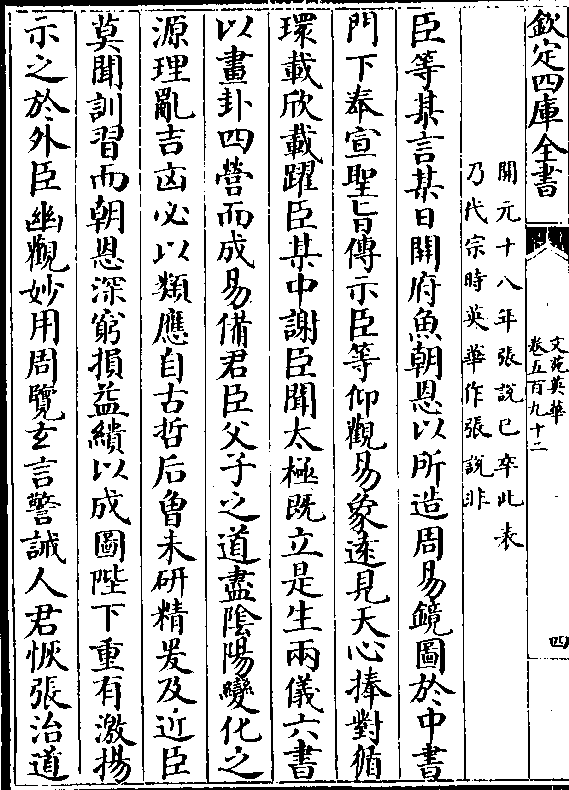 欽定四庫全書
文苑英華
卷五百九十二
四
開元十八年張說已卒此表
乃代宗時英華作張說非
臣等某言某日開府魚朝恩以所造周易鏡圖於中書
門下奉宣聖旨傳示臣等仰觀易象逺見天心捧對循
環載欣載躍臣某中謝臣聞太極既立是生兩儀六書
以畫卦四營而成易備君臣父子之道盡陰陽變化之
源理亂吉凶必以類應自古哲后曽未研精爰及近臣
莫聞訓習而朝恩深窮損益繢以成圖陛下重有激揚
示之於外臣幽觀妙用周覽玄言警誡人君恢張治道